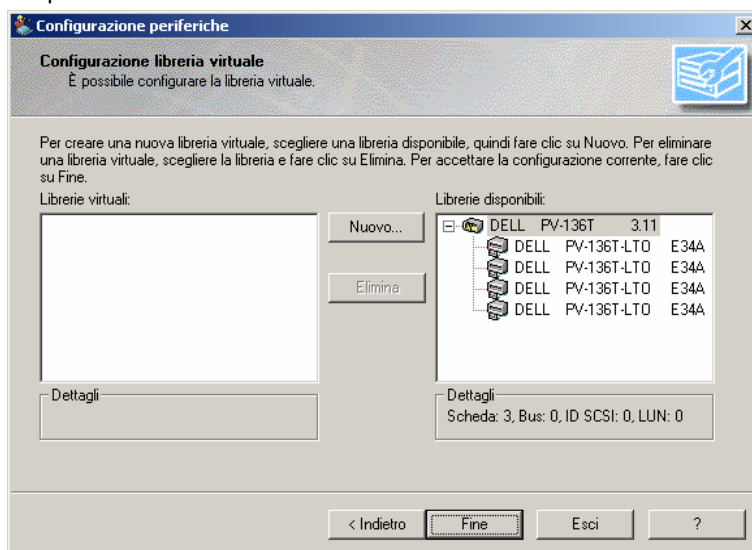 Configurazione periferiche
Configurazione libreria virtuale
È possibile configurare la libreria virtuale.
Per creare una nuova libreria virtuale, scegliere una libreria disponibile, quindi fare clic su Nuovo. Per eliminare
una libreria virtuale, scegliere la libreria e fare clic su Elimina. Per accettare la configurazione corrente, fare clic
su Fine.
Librerie virtuali:
Nuovo...
Elimina
Dettagli
Librerie disponibili:
DELL PV-136T 3.11
DELL PV-136T-LTO E34A
DELL PV-136T-LTO E34A
DELL PV-136T-LTO E34A
DELL PV-136T-LTO E34A
Dettagli
Scheda: 3, Bus: 0, ID SCSI: 0, LUN: 0
< Indietro
Fine
Esci
?